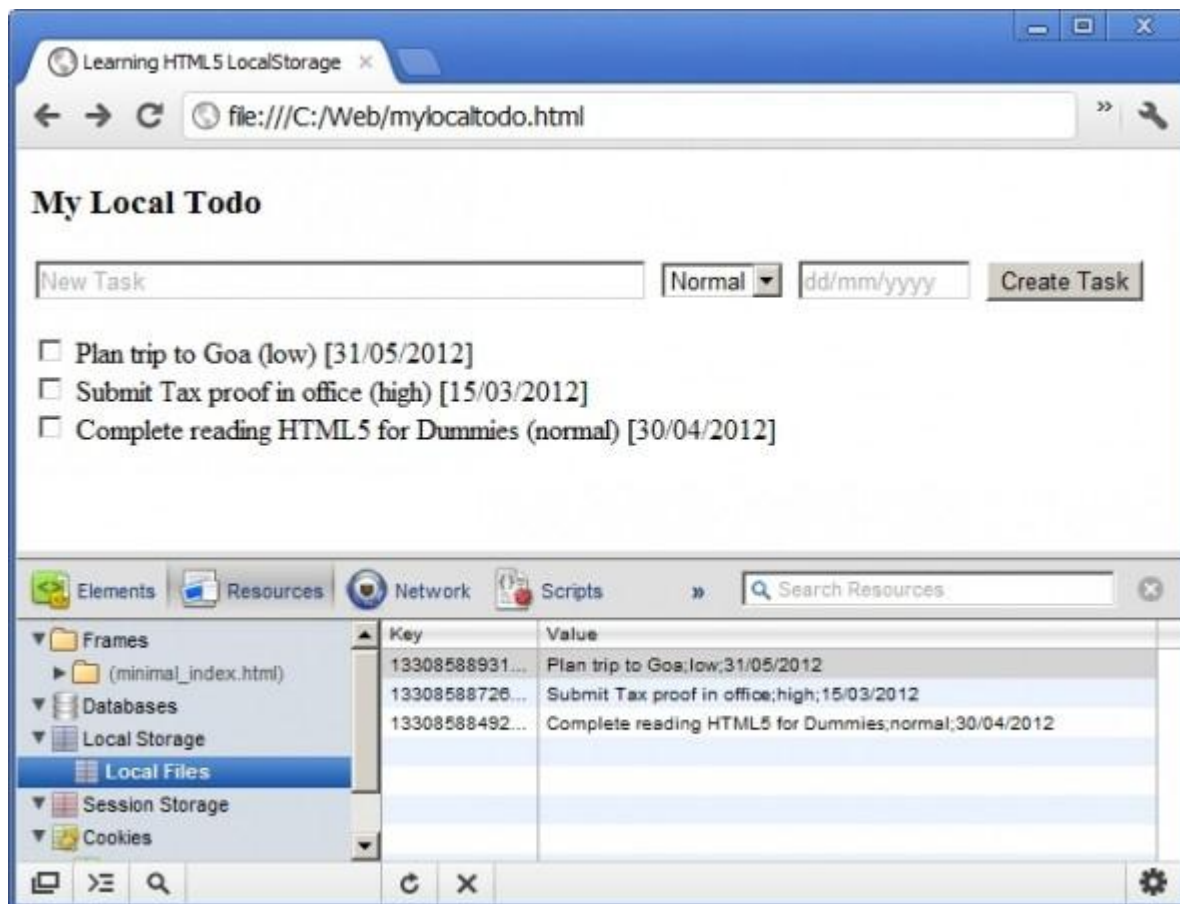 Learning HTML5 LocalStorage
file:///C:/Web/mylocaltodo.html
»
My Local Todo
New Task Normal dd/mm/yyyy Create Task
Plan trip to Goa (low) [31/05/2012]
Submit Tax proof in office (high) [15/03/2012]
Complete reading HTML5 for Dummies (normal) [30/04/2012]
Elements Resources Network Scripts » Search Resources
Frames
(minimal_index.html)
Databases
Local Storage
Local Files
Session Storage
Cookies
Key Value
13308588931... Plan trip to Goa;low;31/05/2012
13308588726... Submit Tax proof in office;high;15/03/2012
13308588492... Complete reading HTML5 for Dummies;normal;30/04/2012